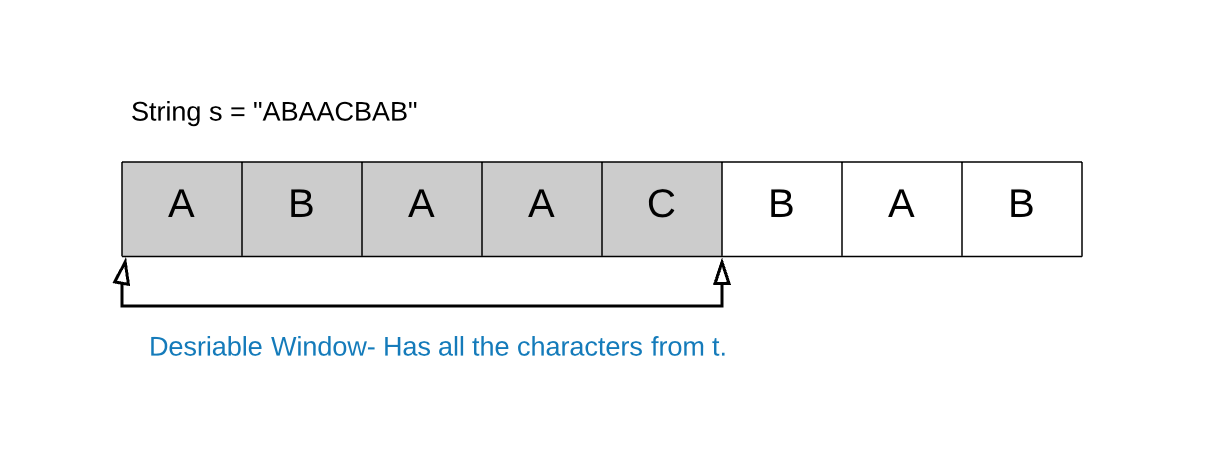 String s = "ABAACBAB"
A B A A C B A B
Desriable Window- Has all the characters from t.